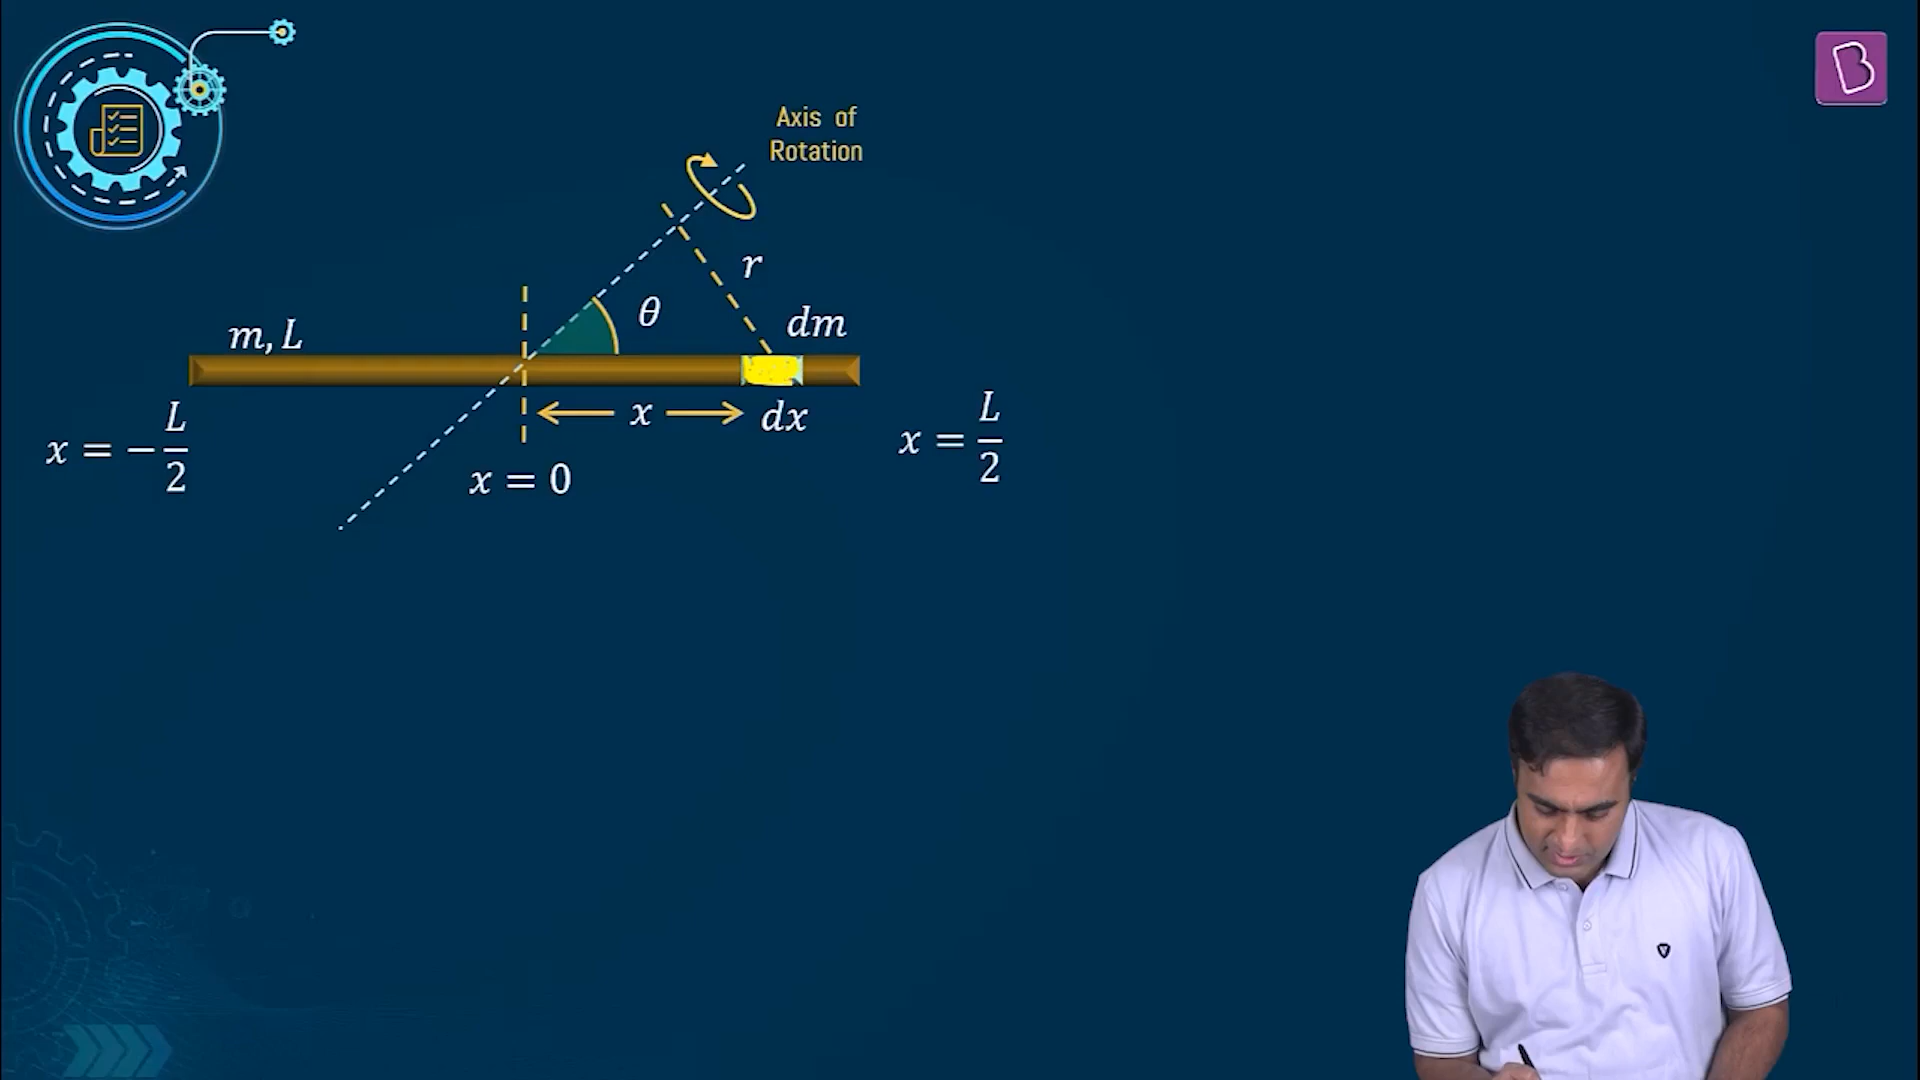 B
Axis of
Rotation
r
θ
dm
m, L
x
dx
x = -L/2
x = L/2
x = 0